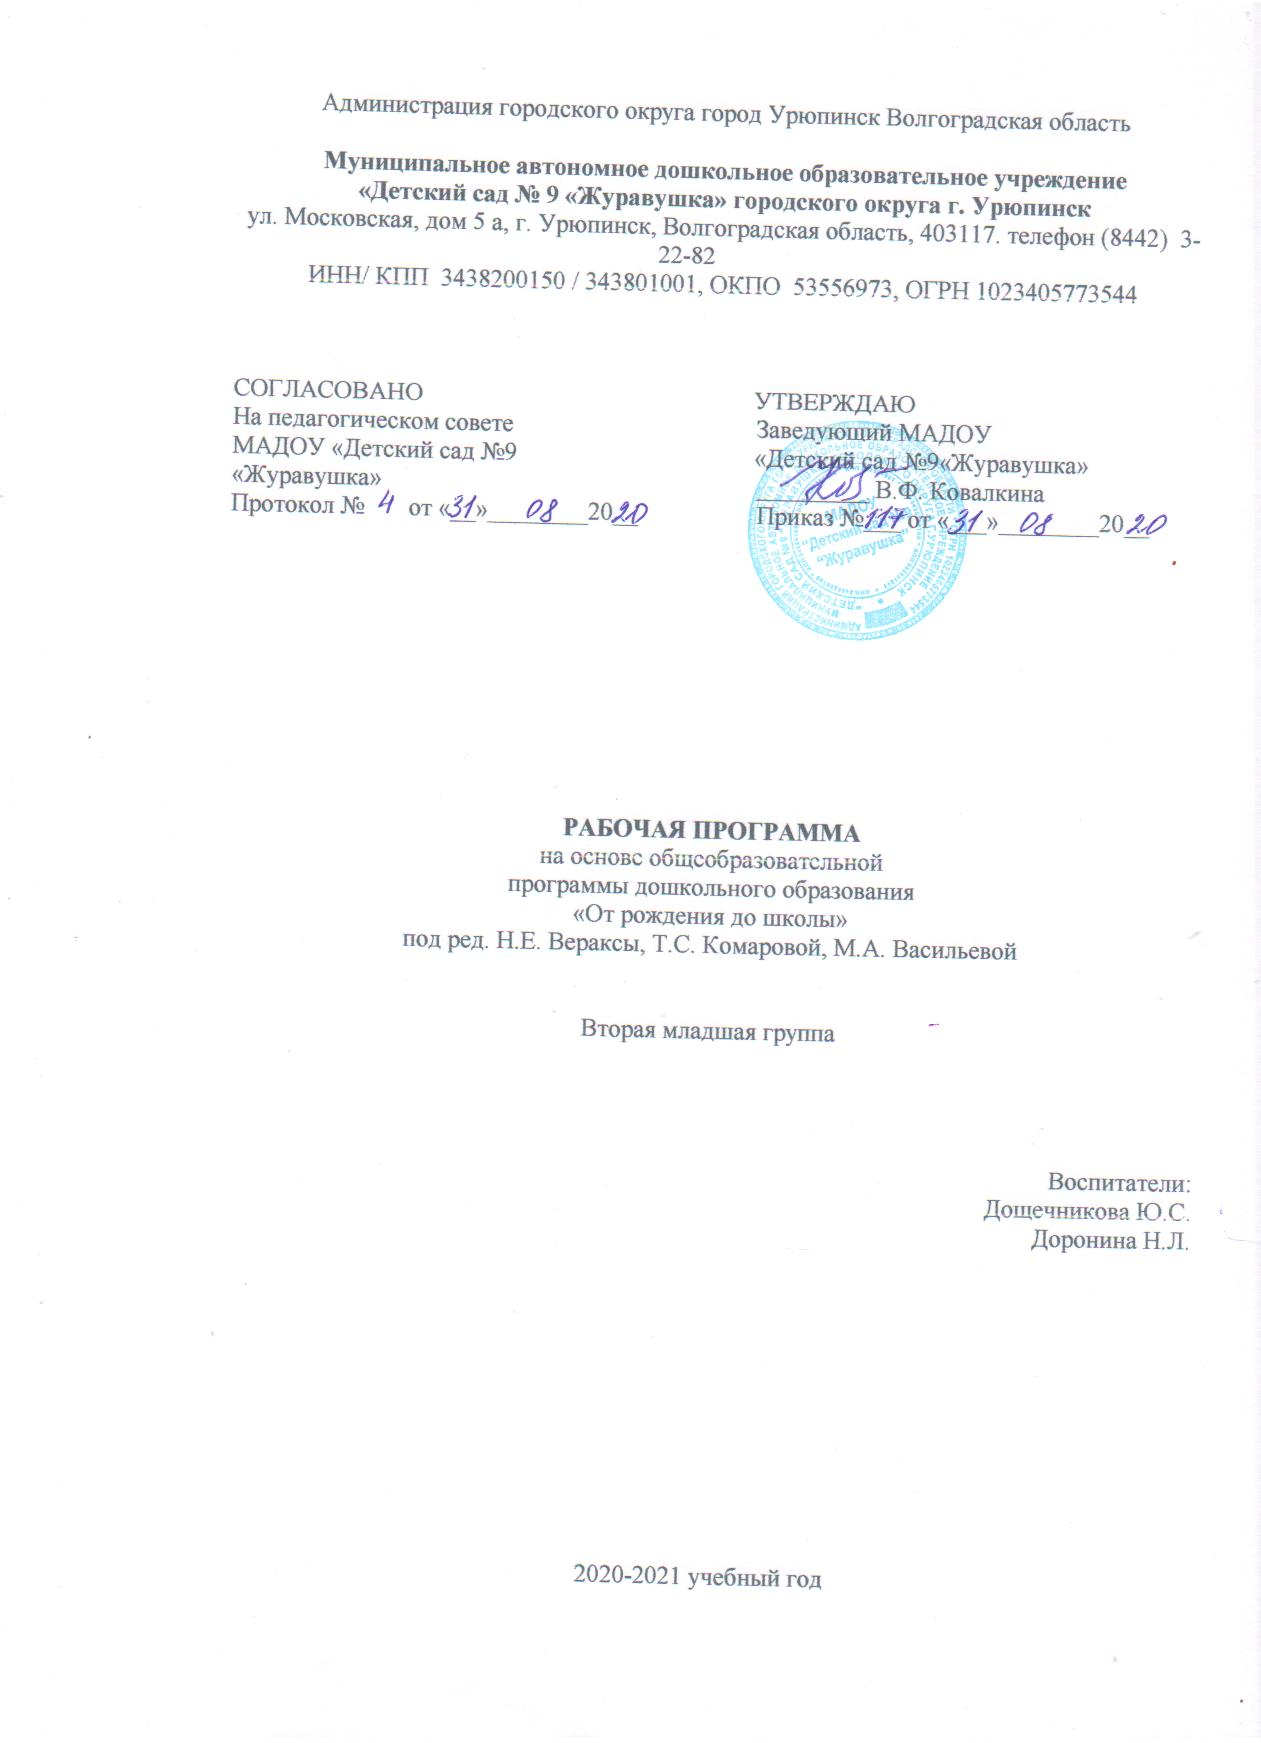 Администрация городского округа город Урюпинск Волгоградская область
Муниципальное автономное дошкольное образовательное учреждение
«Детский сад № 9 «Журавушка» городского округа г. Урюпинск
ул. Московская, дом 5 а, г. Урюпинск, Волгоградская область, 403117. телефон (8442) 3-
22-82
ИНН/ КПП 3438200150 / 343801001, ОКПО 53556973, ОГРН 1023405773544
СОГЛАСОВАНО
На педагогическом совете
МАДОУ «Детский сад №9
«Журавушка»
Протокол № 4 от «31» 08 2020
УТВЕРЖДАЮ
Заведующий МАДОУ
«Детский сад №9«Журавушка»
В.Ф. Ковалкина
Приказ №117 от «31» 08 2020
МАДОУ
"Детский
"Журавушка"
РАБОЧАЯ ПРОГРАММА
на основе общеобразовательной
программы дошкольного образования
«От рождения до школы»
под ред. Н.Е. Вераксы, Т.С. Комаровой, М.А. Васильевой
Вторая младшая группа
Воспитатели:
Дощечникова Ю.С.
Доронина Н.Л.
2020-2021 учебный год